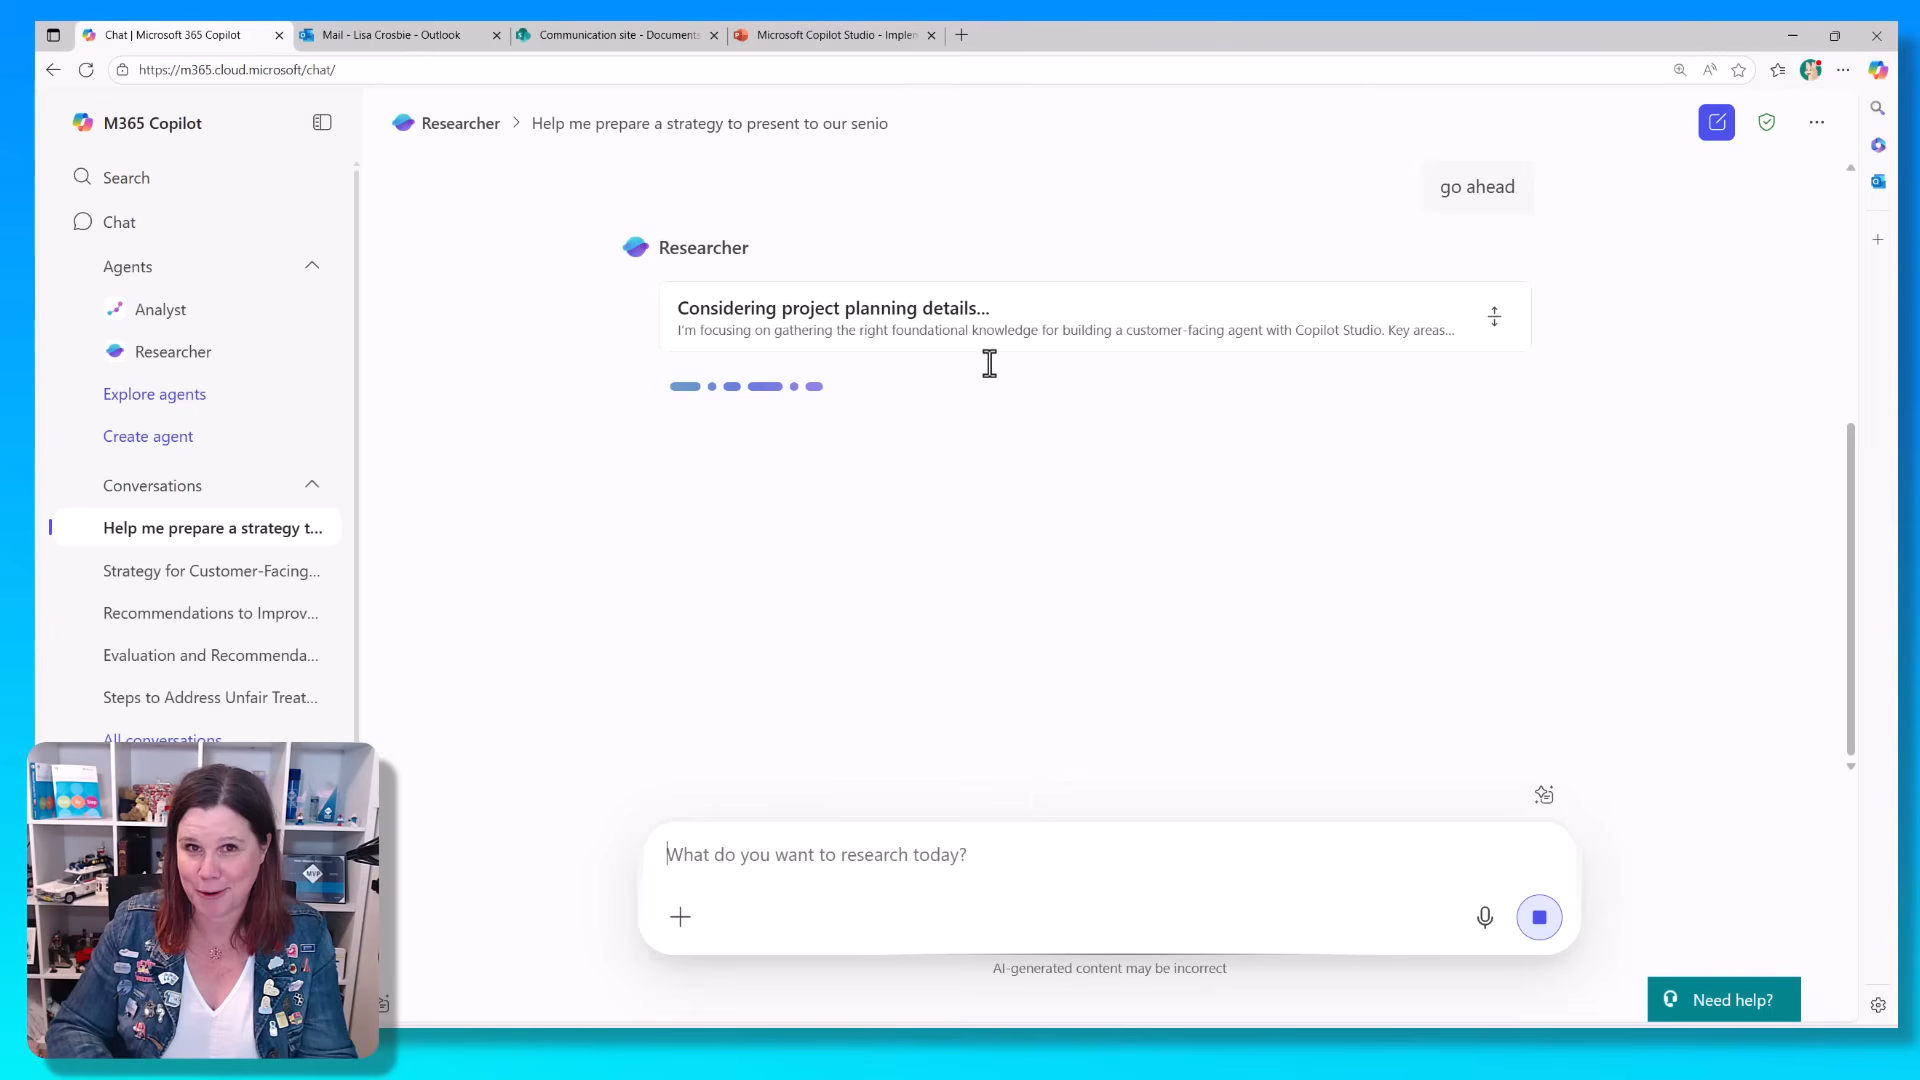 Chat | Microsoft 365 Copilot
Mail - Lisa Crosbie - Outlook
Communication site - Documents
Microsoft Copilot Studio - Implem
https://m365.cloud.microsoft/chat/
M365 Copilot
Researcher > Help me prepare a strategy to present to our senio
Search
Chat
Agents
Analyst
Researcher
Explore agents
Create agent
Conversations
Help me prepare a strategy t...
Strategy for Customer-Facing...
Recommendations to Improv...
Evaluation and Recommenda...
Steps to Address Unfair Treat...
All conversations
go ahead
Researcher
Considering project planning details...
I'm focusing on gathering the right foundational knowledge for building a customer-facing agent with Copilot Studio. Key areas...
What do you want to research today?
AI-generated content may be incorrect
Need help?
MVP